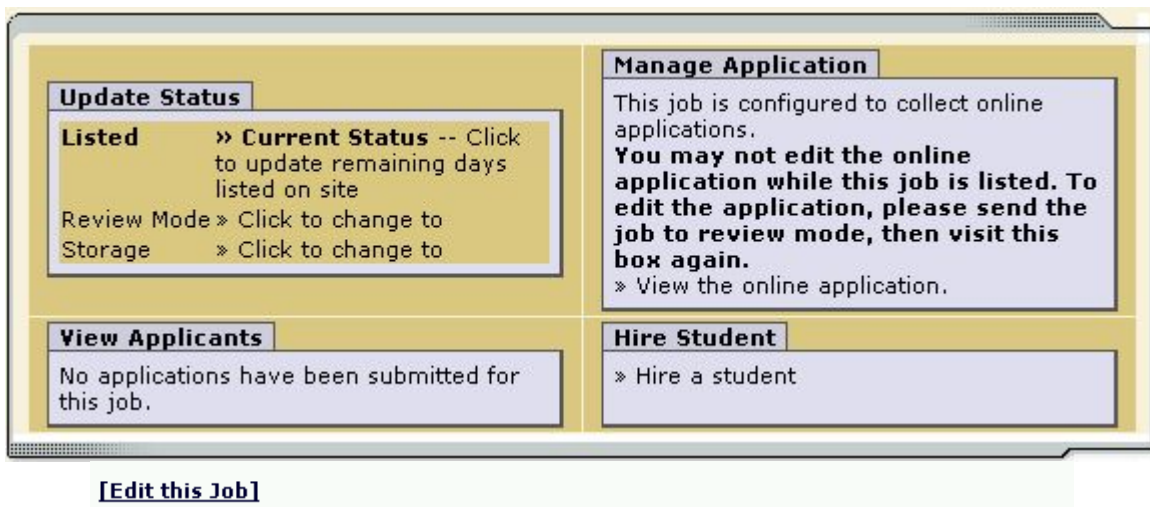 Update Status
Listed » Current Status -- Click
to update remaining days
listed on site
Review Mode » Click to change to
Storage » Click to change to
Manage Application
This job is configured to collect online
applications.
You may not edit the online
application while this job is listed. To
edit the application, please send the
job to review mode, then visit this
box again.
» View the online application.
View Applicants
No applications have been submitted for
this job.
Hire Student
» Hire a student
[Edit this Job]